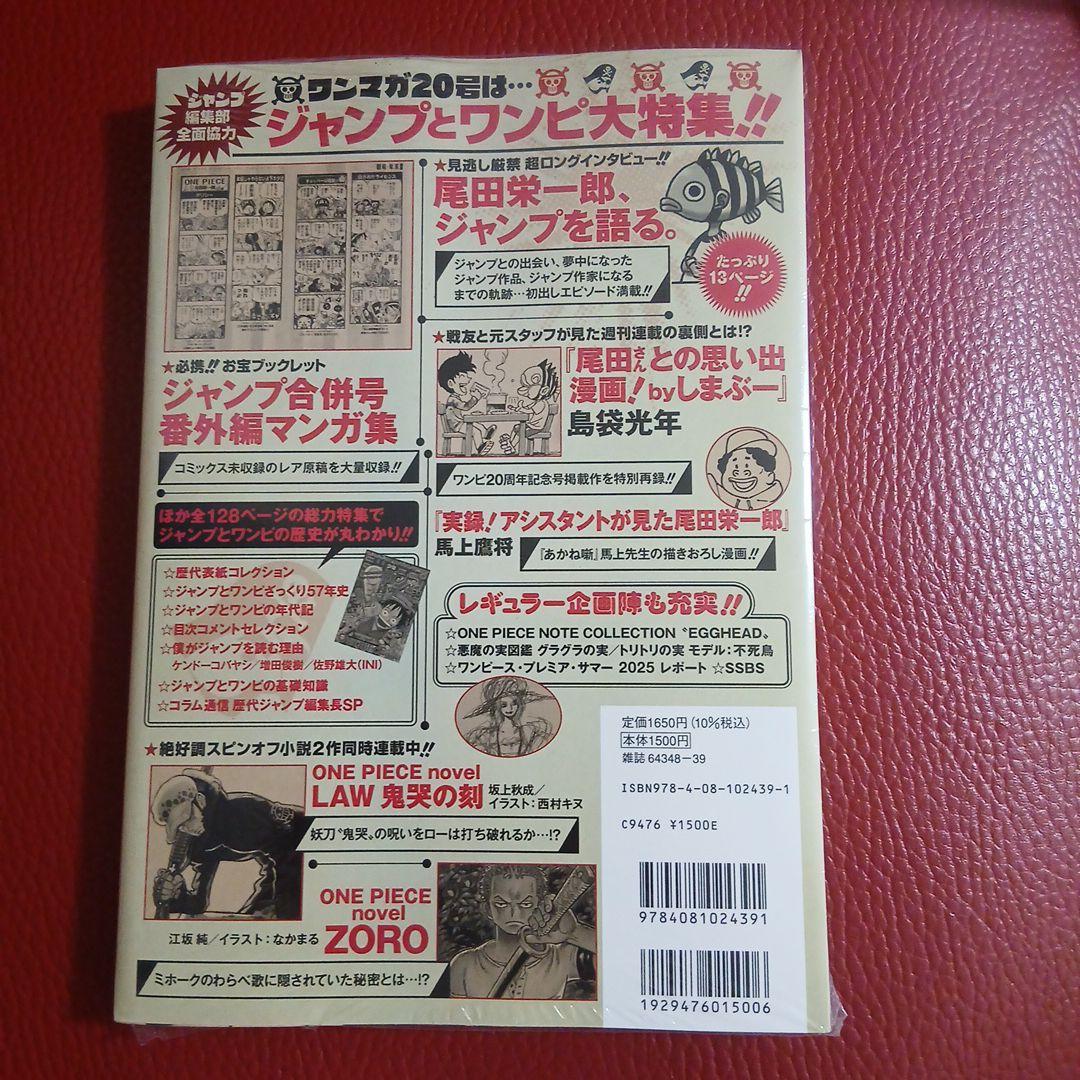 ジャンプ
編集部
全面協力
ワンマガ20号は…
ジャンプとワンピ大特集!!
ONE PIECE
★必携!! お宝ブックレット
ジャンプ合併号
番外編マンガ集
コミックス未収録のレア原稿を大量収録!!
★見逃し厳禁 超ロングインタビュー!!
尾田栄一郎、
ジャンプを語る。
ジャンプとの出会い、夢中になった
ジャンプ作品、ジャンプ作家になる
までの軌跡…初出しエピソード満載!!
たっぷり
13ページ
!!
★戦友と元スタッフが見た週刊連載の裏側とは!?
『尾田さんとの思い出
漫画!byしまぶー』
島袋光年
ワンピ20周年記念号掲載作を特別再録!!
『実録!アシスタントが見た尾田栄一郎』
馬上鷹将
『あかね噺』馬上先生の描きおろし漫画!!
ほか全128ページの総力特集で
ジャンプとワンピの歴史が丸わかり!!
☆歴代表紙コレクション
☆ジャンプとワンピざっくり57年史
☆ジャンプとワンピの年代記
☆目次コメントセレクション
☆僕がジャンプを読む理由
ケンドーコバヤシ/増田俊樹/佐野雄大(INI)
☆ジャンプとワンピの基礎知識
☆コラム通信 歴代ジャンプ編集長SP
レギュラー企画陣も充実!!
☆ONE PIECE NOTE COLLECTION〝EGGHEAD〟
☆悪魔の実図鑑 グラグラの実/トリトリの実 モデル:不死鳥
☆ワンピース・プレミア・サマー 2025 レポート ☆SSBS
★絶好調スピンオフ小説2作同時連載中!!
ONE PIECE novel
LAW 鬼哭の刻
坂上秋成/
イラスト:西村キヌ
妖刀〝鬼哭〟の呪いをローは打ち破れるか…!?
ONE PIECE
novel
ZORO
江坂 純/イラスト:なかまる
ミホークのわらべ歌に隠されていた秘密とは…!?
定価1650円(10%税込)
本体1500円
雑誌 64348-39
ISBN978-4-08-102439-1
C9476 ¥1500E
9784081024391
1929476015006